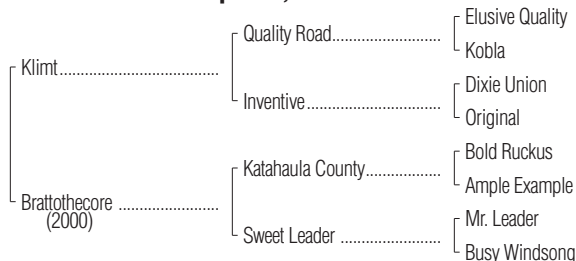 Elusive Quality
Quality Road
Kobla
Klimt
Dixie Union
Inventive
Original
Bold Ruckus
Katahaula County
Ample Example
Brattothecore
(2000)
Mr. Leader
Sweet Leader
Busy Windsong